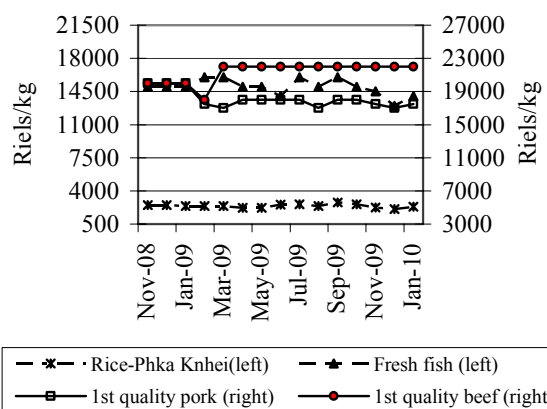 21500
18000
14500
11000
7500
4000
500
Riels/kg
27000
23000
19000
15000
11000
7000
3000
Riels/kg
Nov-08
Jan-09
Mar-09
May-09
Jul-09
Sep-09
Nov-09
Jan-10
Rice-Phka Knhei(left) Fresh fish (left)
1st quality pork (right) 1st quality beef (right